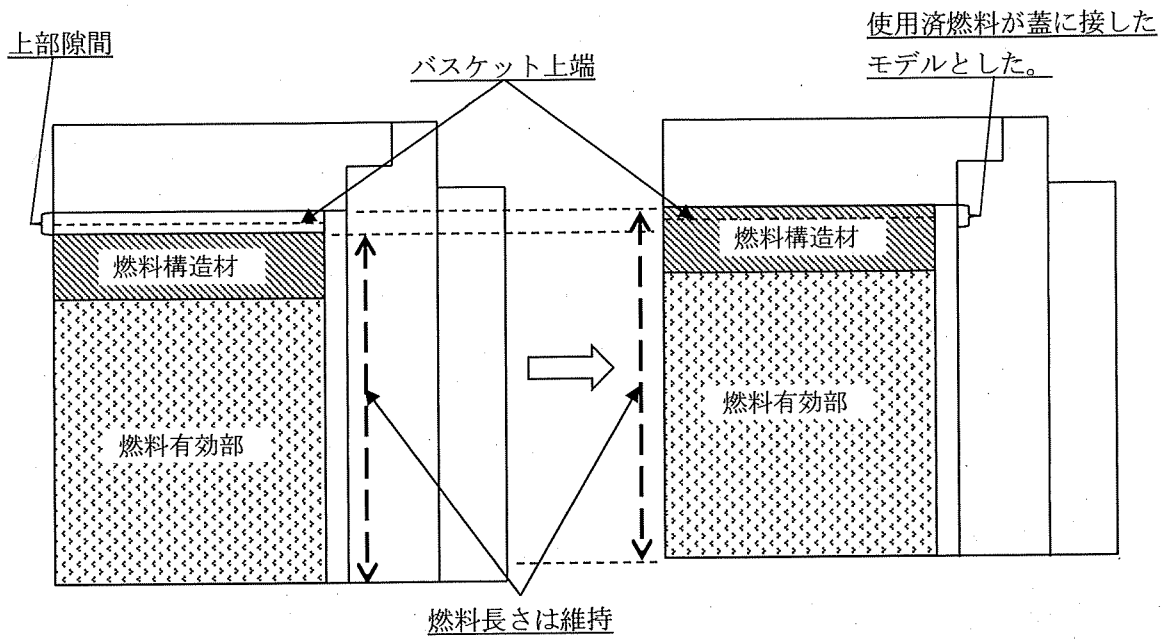 上部隙間
バスケット上端
使用済燃料が蓋に接した
モデルとした。
燃料構造材
燃料有効部
燃料構造材
燃料有効部
燃料長さは維持